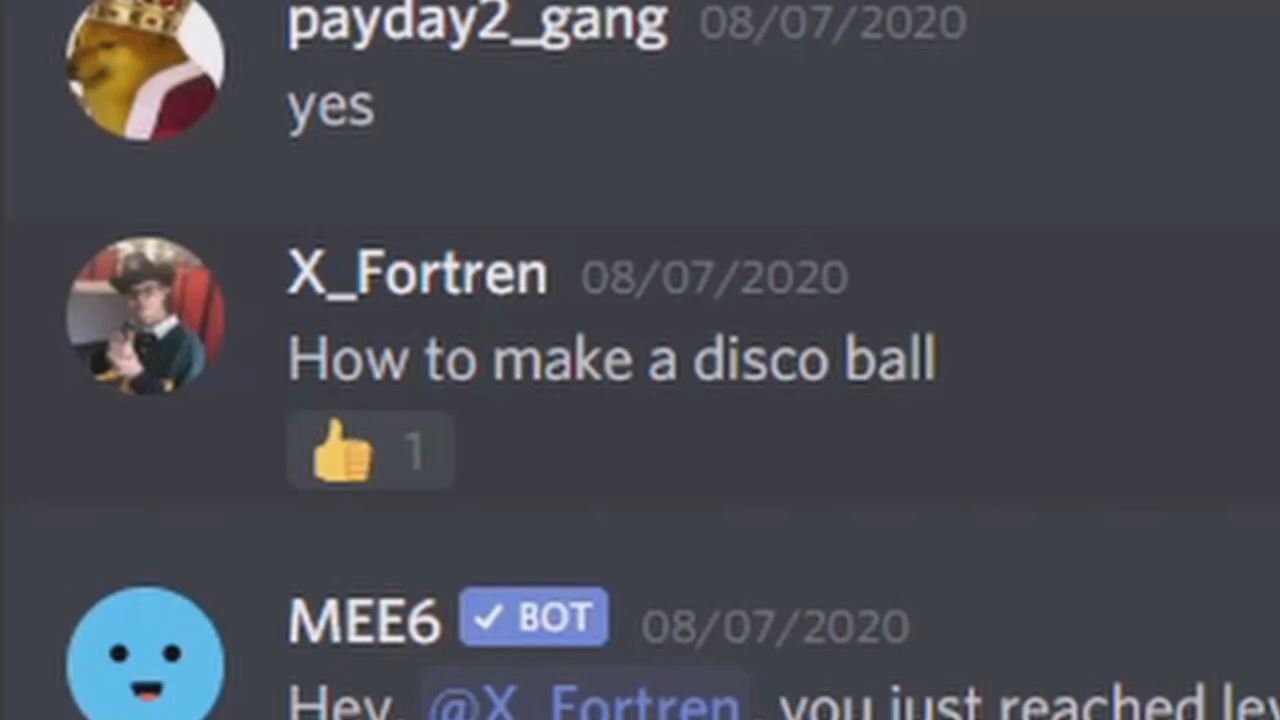 payday2_gang 08/07/2020
yes
X_Fortren 08/07/2020
How to make a disco ball
👍 1
MEE6 ✓ BOT 08/07/2020
Hey, @X_Fortren, you just reached lev